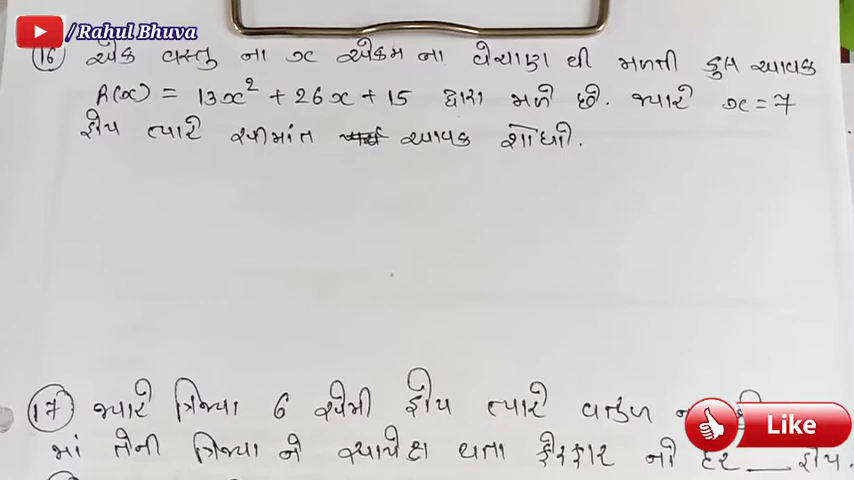 / Rahul Bhuva
(16) એક વસ્તુ ના x એકમ ના વેચાણ થી મળતી કુલ આવક
R(x) = 13x² + 26x + 15 દ્વારા મળે છે. જ્યારે x = 7
હોય ત્યારે સીમાંત આવક શોધો.
(17) જ્યારે ત્રિજ્યા 6 સેમી હોય ત્યારે વર્તુળ
માં તેની ત્રિજ્યા ને સાપેક્ષ થતા ફેરફાર નો દર ___ હોય.
Like